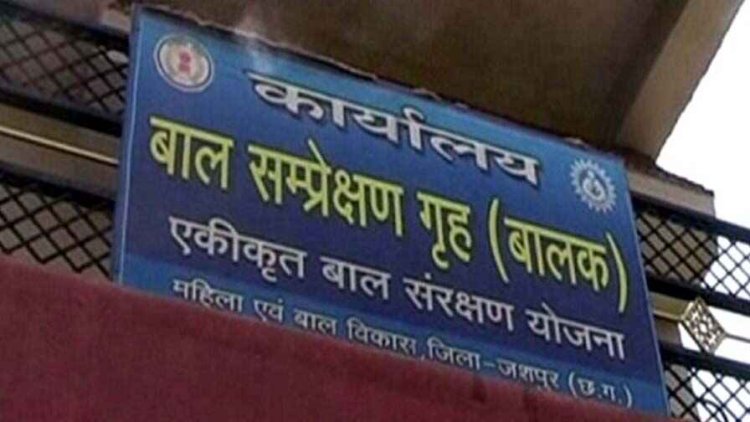 कार्यालय
बाल सम्प्रेक्षण गृह (बालक)
एकीकृत बाल संरक्षण योजना
महिला एवं बाल विकास,जिला-जशपुर (छ.ग.)